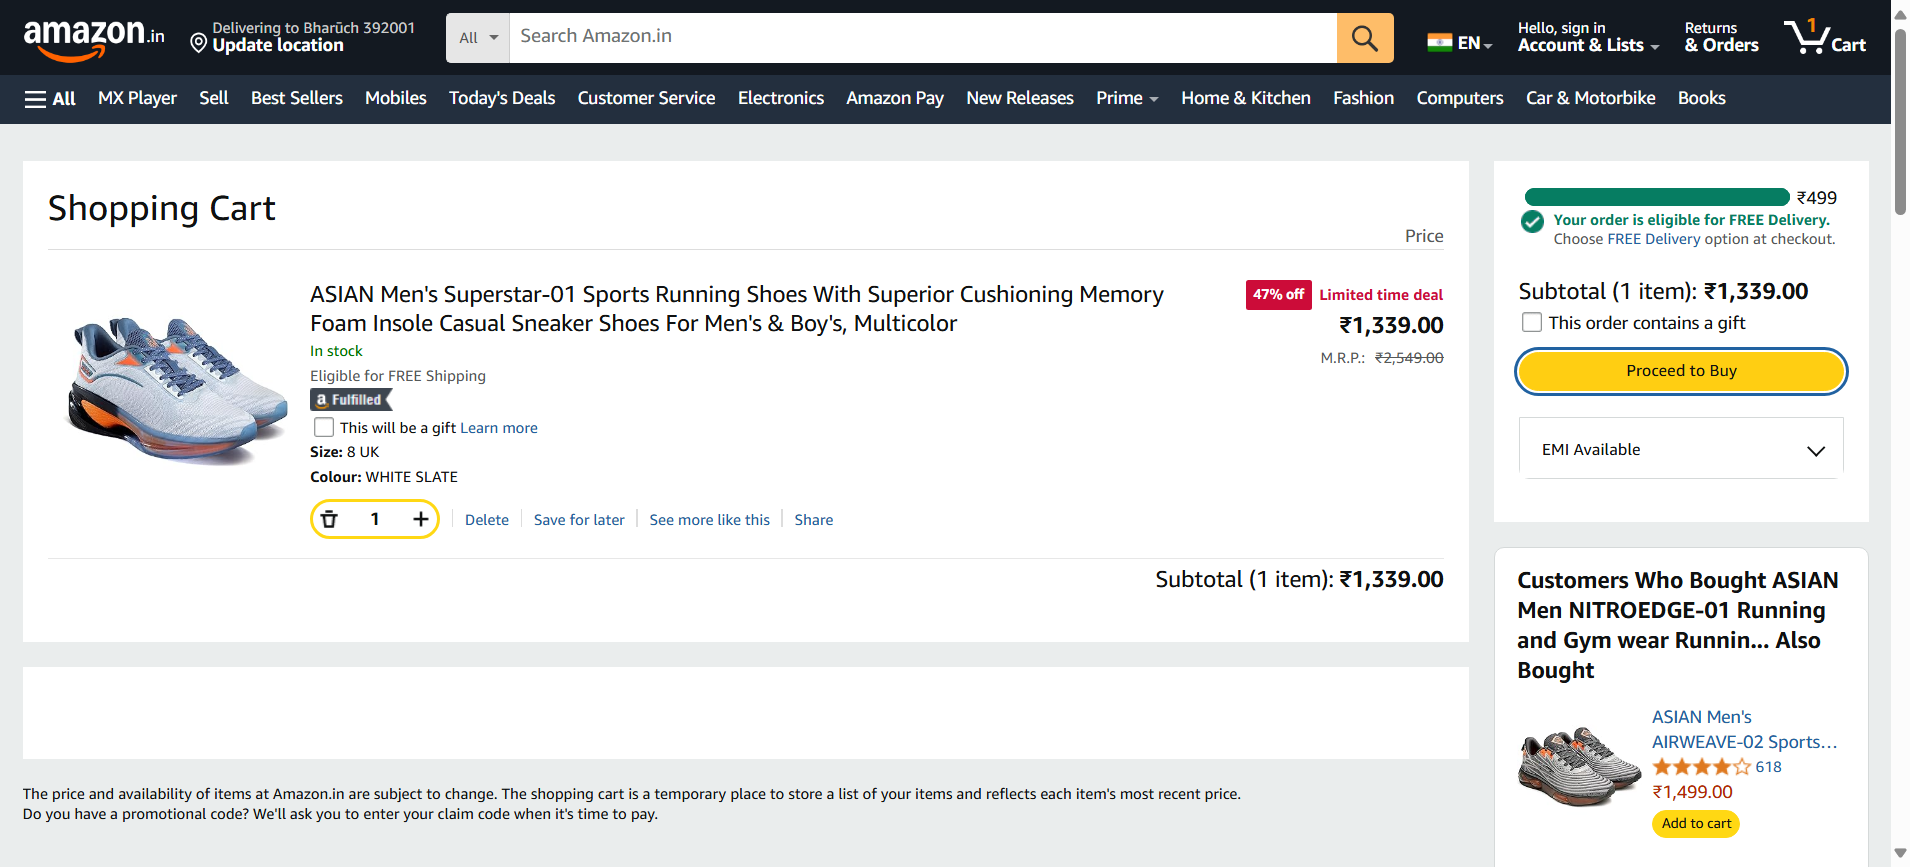 amazon.in
Delivering to Bharūch 392001
Update location
All
Search Amazon.in
EN
Hello, sign in
Account & Lists
Returns
& Orders
1
Cart
All
MX Player
Sell
Best Sellers
Mobiles
Today's Deals
Customer Service
Electronics
Amazon Pay
New Releases
Prime
Home & Kitchen
Fashion
Computers
Car & Motorbike
Books
Shopping Cart
Price
ASIAN Men's Superstar-01 Sports Running Shoes With Superior Cushioning Memory
Foam Insole Casual Sneaker Shoes For Men's & Boy's, Multicolor
47% off Limited time deal
₹1,339.00
M.R.P.: ₹2,549.00
In stock
Eligible for FREE Shipping
a Fulfilled
This will be a gift Learn more
Size: 8 UK
Colour: WHITE SLATE
1
Delete
Save for later
See more like this
Share
Subtotal (1 item): ₹1,339.00
The price and availability of items at Amazon.in are subject to change. The shopping cart is a temporary place to store a list of your items and reflects each item's most recent price.
Do you have a promotional code? We'll ask you to enter your claim code when it's time to pay.
₹499
Your order is eligible for FREE Delivery.
Choose FREE Delivery option at checkout.
Subtotal (1 item): ₹1,339.00
This order contains a gift
Proceed to Buy
EMI Available
Customers Who Bought ASIAN
Men NITROEDGE-01 Running
and Gym wear Runnin... Also
Bought
ASIAN Men's
AIRWEAVE-02 Sports…
618
₹1,499.00
Add to cart